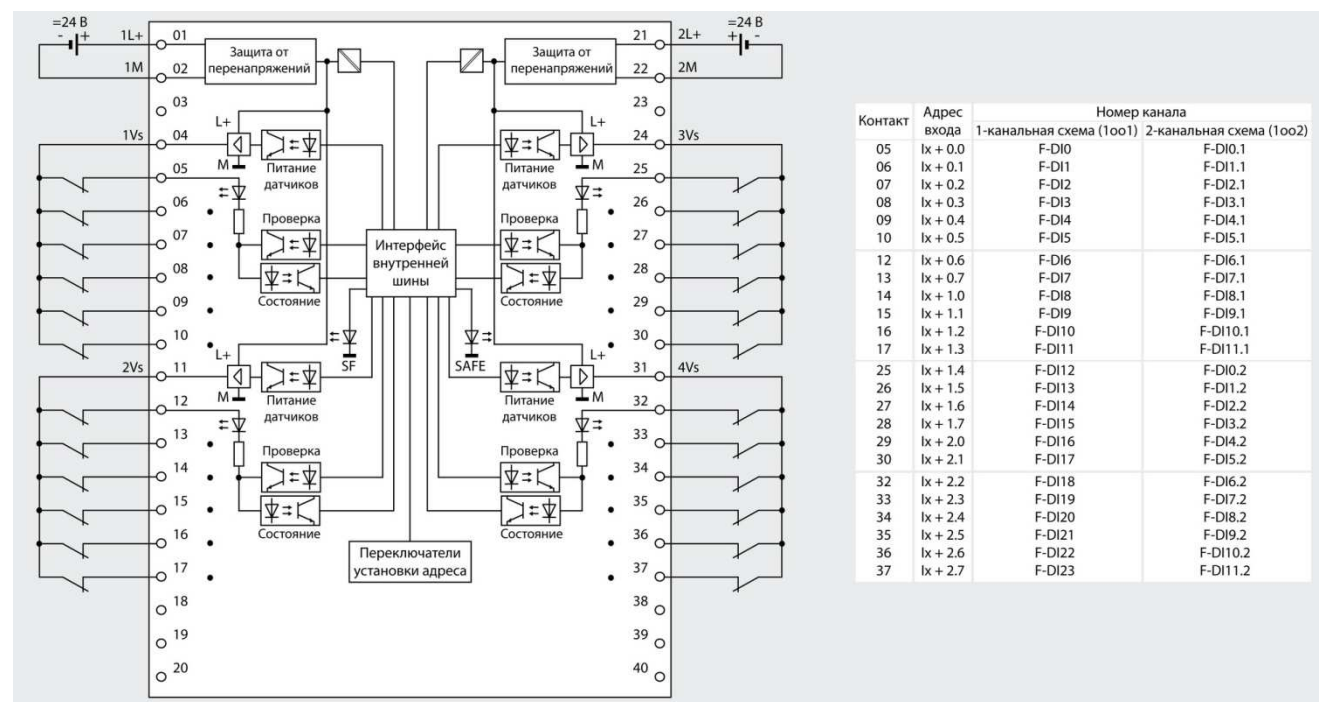 =24 В
- +
1L+
01
1M
02
Защита от
перенапряжений
03
L+
1Vs
04
M
Питание
датчиков
05
06
Проверка
07
08
Состояние
09
10
SF
L+
2Vs
11
M
Питание
датчиков
12
13
Проверка
14
15
Состояние
16
17
18
19
20
Интерфейс
внутренней
шины
Переключатели
установки адреса
=24 В
+ -
21
2L+
22
2M
Защита от
перенапряжений
23
L+
24
3Vs
M
Питание
датчиков
25
26
Проверка
27
28
Состояние
29
30
SAFE
L+
31
4Vs
M
Питание
датчиков
32
33
Проверка
34
35
Состояние
36
37
38
39
40
Контакт Адрес входа Номер канала
1-канальная схема (1oo1) 2-канальная схема (1oo2)
05 Ix + 0.0 F-DI0 F-DI0.1
06 Ix + 0.1 F-DI1 F-DI1.1
07 Ix + 0.2 F-DI2 F-DI2.1
08 Ix + 0.3 F-DI3 F-DI3.1
09 Ix + 0.4 F-DI4 F-DI4.1
10 Ix + 0.5 F-DI5 F-DI5.1
12 Ix + 0.6 F-DI6 F-DI6.1
13 Ix + 0.7 F-DI7 F-DI7.1
14 Ix + 1.0 F-DI8 F-DI8.1
15 Ix + 1.1 F-DI9 F-DI9.1
16 Ix + 1.2 F-DI10 F-DI10.1
17 Ix + 1.3 F-DI11 F-DI11.1
25 Ix + 1.4 F-DI12 F-DI0.2
26 Ix + 1.5 F-DI13 F-DI1.2
27 Ix + 1.6 F-DI14 F-DI2.2
28 Ix + 1.7 F-DI15 F-DI3.2
29 Ix + 2.0 F-DI16 F-DI4.2
30 Ix + 2.1 F-DI17 F-DI5.2
32 Ix + 2.2 F-DI18 F-DI6.2
33 Ix + 2.3 F-DI19 F-DI7.2
34 Ix + 2.4 F-DI20 F-DI8.2
35 Ix + 2.5 F-DI21 F-DI9.2
36 Ix + 2.6 F-DI22 F-DI10.2
37 Ix + 2.7 F-DI23 F-DI11.2